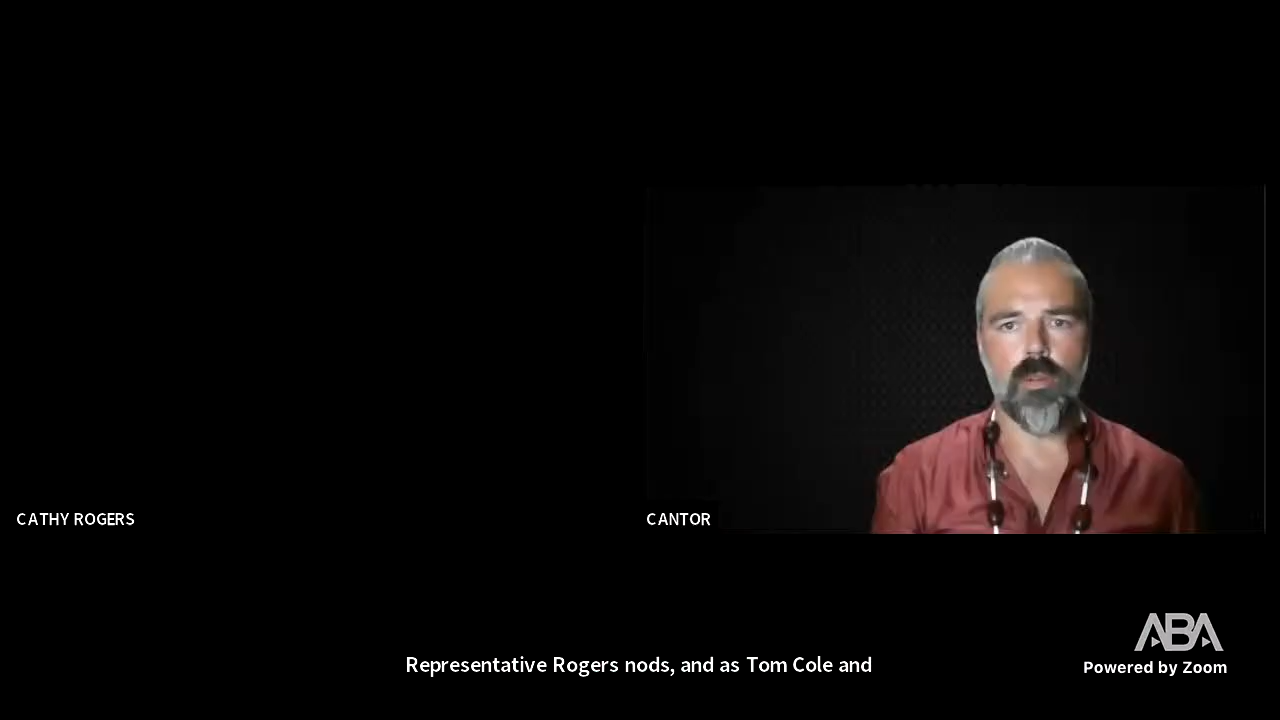 CATHY ROGERS
CANTOR
ABA
Representative Rogers nods, and as Tom Cole and
Powered by Zoom